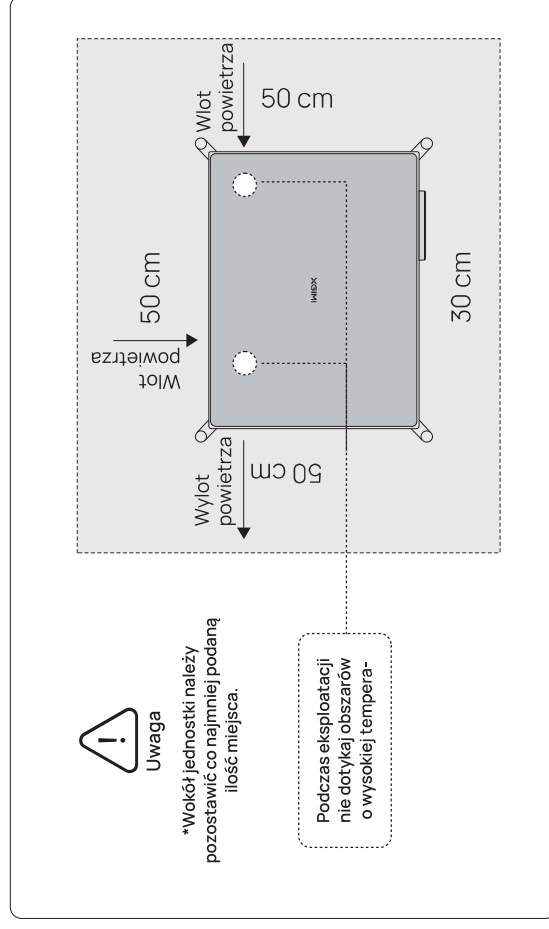 Uwaga
*Wokół jednostki należy
pozostawić co najmniej podaną
ilość miejsca.
Podczas eksploatacji
nie dotykaj obszarów
o wysokiej tempera-
Wylot
powietrza
50 cm
Wlot
powietrza
50 cm
Wlot
powietrza
50 cm
XGIMI
30 cm